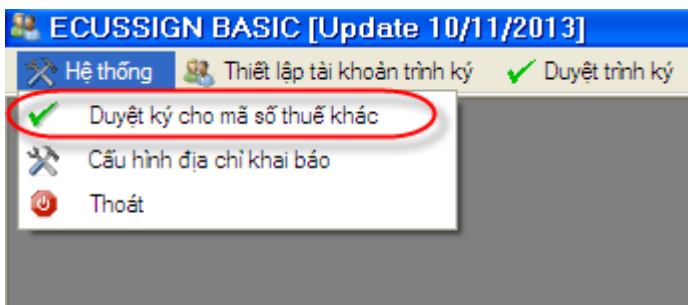 ECUSSIGN BASIC [Update 10/11/2013]
Hệ thống Thiết lập tài khoản trình ký Duyệt trình ký
Duyệt ký cho mã số thuế khác
Cấu hình địa chỉ khai báo
Thoát